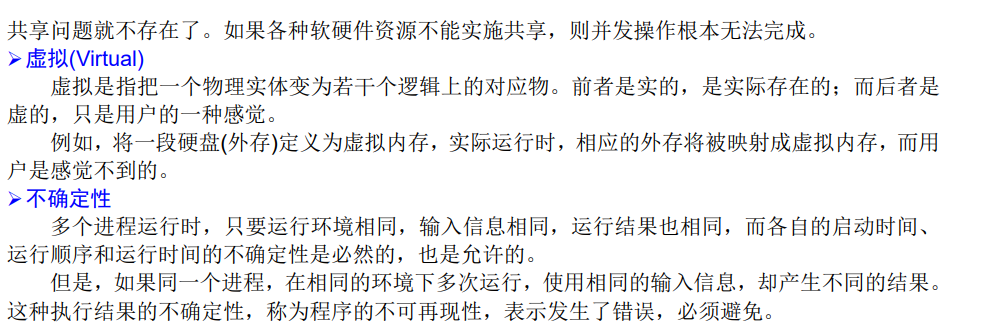 共享问题就不存在了。如果各种软硬件资源不能实施共享，则并发操作根本无法完成。
➢虚拟(Virtual)
虚拟是指把一个物理实体变为若干个逻辑上的对应物。前者是实的，是实际存在的；而后者是
虚的，只是用户的一种感觉。
例如，将一段硬盘(外存)定义为虚拟内存，实际运行时，相应的外存将被映射成虚拟内存，而用
户是感觉不到的。
➢不确定性
多个进程运行时，只要运行环境相同，输入信息相同，运行结果也相同，而各自的启动时间、
运行顺序和运行时间的不确定性是必然的，也是允许的。
但是，如果同一个进程，在相同的环境下多次运行，使用相同的输入信息，却产生不同的结果。
这种执行结果的不确定性，称为程序的不可再现性，表示发生了错误，必须避免。